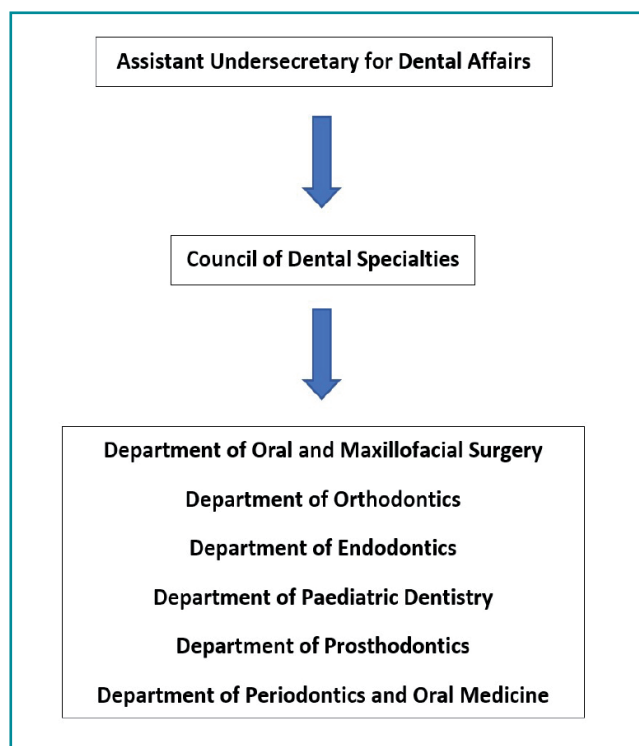 Assistant Undersecretary for Dental Affairs
Council of Dental Specialties
Department of Oral and Maxillofacial Surgery
Department of Orthodontics
Department of Endodontics
Department of Paediatric Dentistry
Department of Prosthodontics
Department of Periodontics and Oral Medicine